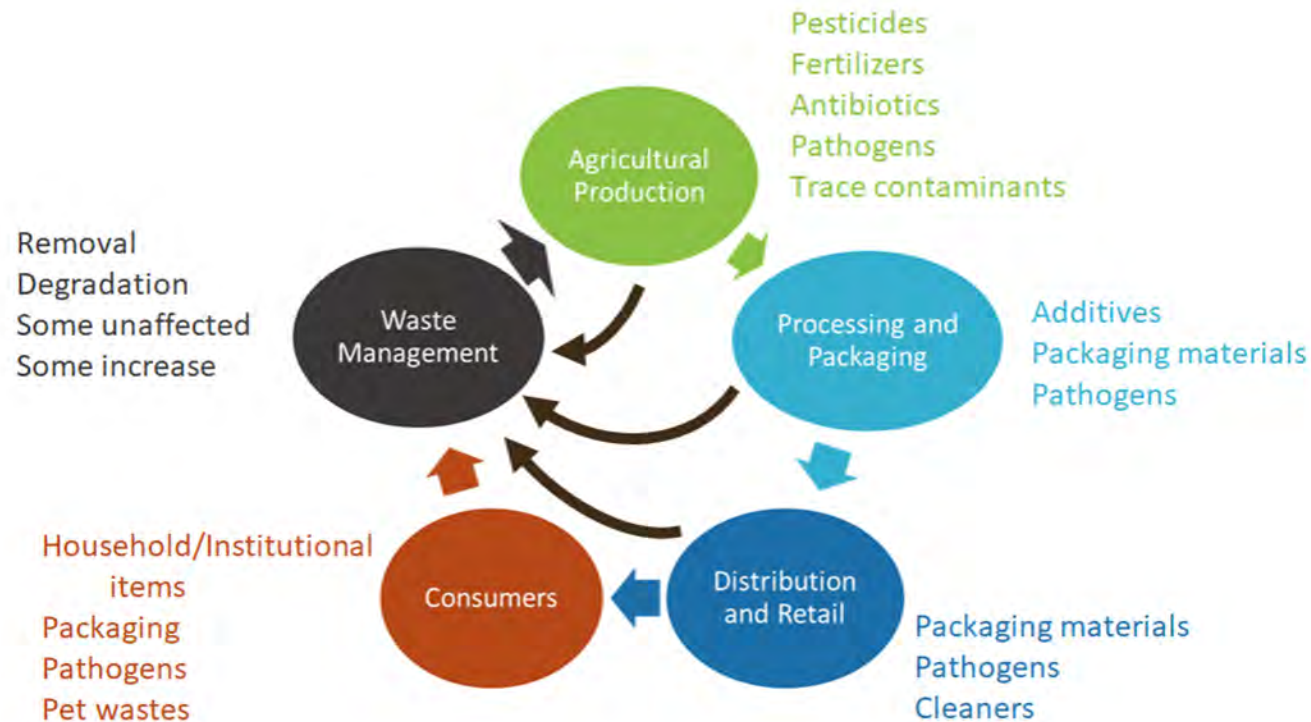 Pesticides
Fertilizers
Antibiotics
Pathogens
Trace contaminants
Agricultural
Production
Removal
Degradation
Some unaffected
Some increase
Waste
Management
Processing and
Packaging
Additives
Packaging materials
Pathogens
Household/Institutional
items
Packaging
Pathogens
Pet wastes
Consumers
Distribution
and Retail
Packaging materials
Pathogens
Cleaners